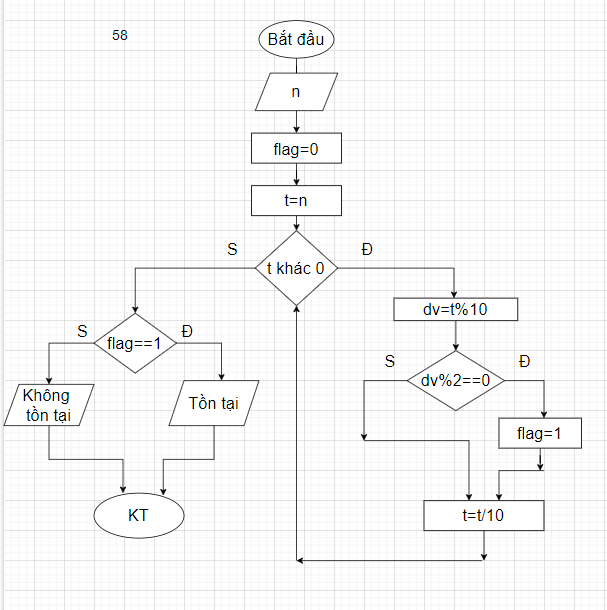 58
Bắt đầu
n
flag=0
t=n
S
Đ
t khác 0
dv=t%10
S
Đ
flag==1
S
Đ
dv%2==0
Không
tồn tại
Tồn tại
flag=1
KT
t=t/10